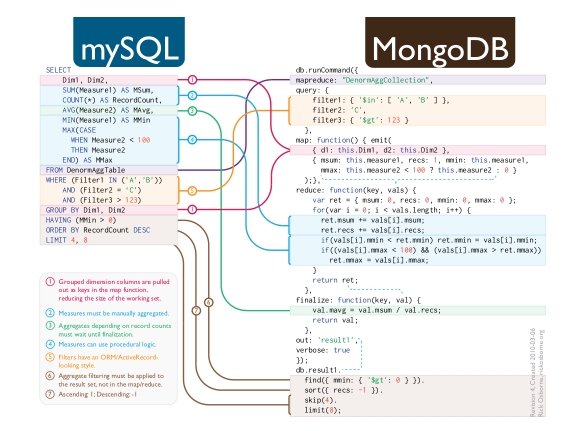 mySQL
SELECT
Dim1, Dim2,
SUM(Measure1) AS MSum,
COUNT(*) AS RecordCount,
AVG(Measure2) AS MAvg,
MIN(Measure1) AS MMin
MAX(CASE
WHEN Measure2 < 100
THEN Measure2
END) AS MMax
FROM DenormAggTable
WHERE (Filter1 IN ('A','B'))
AND (Filter2 = 'C')
AND (Filter3 > 123)
GROUP BY Dim1, Dim2
HAVING (MMin > 0)
ORDER BY RecordCount DESC
LIMIT 4, 8
1
2
3
4
5
1
6
7
1 Grouped dimension columns are pulled
out as keys in the map function,
reducing the size of the working set.
2 Measures must be manually aggregated.
3 Aggregates depending on record counts
must wait until finalization.
4 Measures can use procedural logic.
5 Filters have an ORM/ActiveRecord-
looking style.
6 Aggregate filtering must be applied to
the result set, not in the map/reduce.
7 Ascending: 1; Descending: -1
MongoDB
db.runCommand({
mapreduce: "DenormAggCollection",
query: {
filter1: { '$in': [ 'A', 'B' ] },
filter2: 'C',
filter3: { '$gt': 123 }
},
map: function() { emit(
{ d1: this.Dim1, d2: this.Dim2 },
{ msum: this.measure1, recs: 1, mmin: this.measure1,
mmax: this.measure2 < 100 ? this.measure2 : 0 }
);},
reduce: function(key, vals) {
var ret = { msum: 0, recs: 0, mmin: 0, mmax: 0 };
for(var i = 0; i < vals.length; i++) {
ret.msum += vals[i].msum;
ret.recs += vals[i].recs;
if(vals[i].mmin < ret.mmin) ret.mmin = vals[i].mmin;
if((vals[i].mmax < 100) && (vals[i].mmax > ret.mmax))
ret.mmax = vals[i].mmax;
}
return ret;
},
finalize: function(key, val) {
val.mavg = val.msum / val.recs;
return val;
},
out: 'result1',
verbose: true
});
db.result1.
find({ mmin: { '$gt': 0 } }).
sort({ recs: -1 }).
skip(4).
limit(8);
Revision 4, Created 2010-03-06
Rick Osborne, rickosborne.org